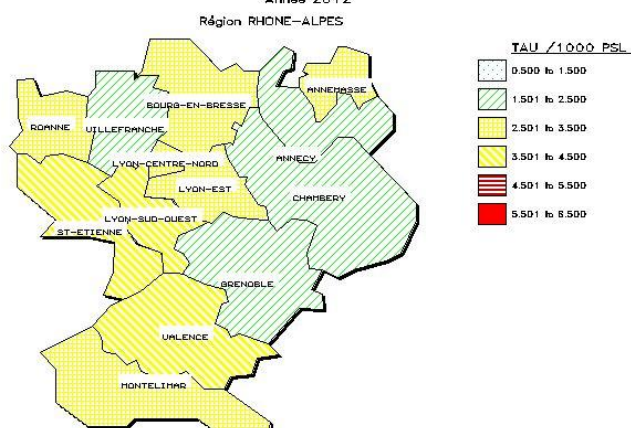 Année 2012
Région RHONE-ALPES
TAU /1000 PSL
0.500 to 1.500
1.501 to 2.500
2.501 to 3.500
3.501 to 4.500
4.501 to 5.500
5.501 to 6.500
ANNEMASSE
BOURG-EN-BRESSE
ROANNE
VILLEFRANCHE
ANNECY
LYON-CENTRE-NORD
LYON-EST
CHAMBERY
LYON-SUD-OUEST
ST-ETIENNE
GRENOBLE
VALENCE
MONTELIMAR